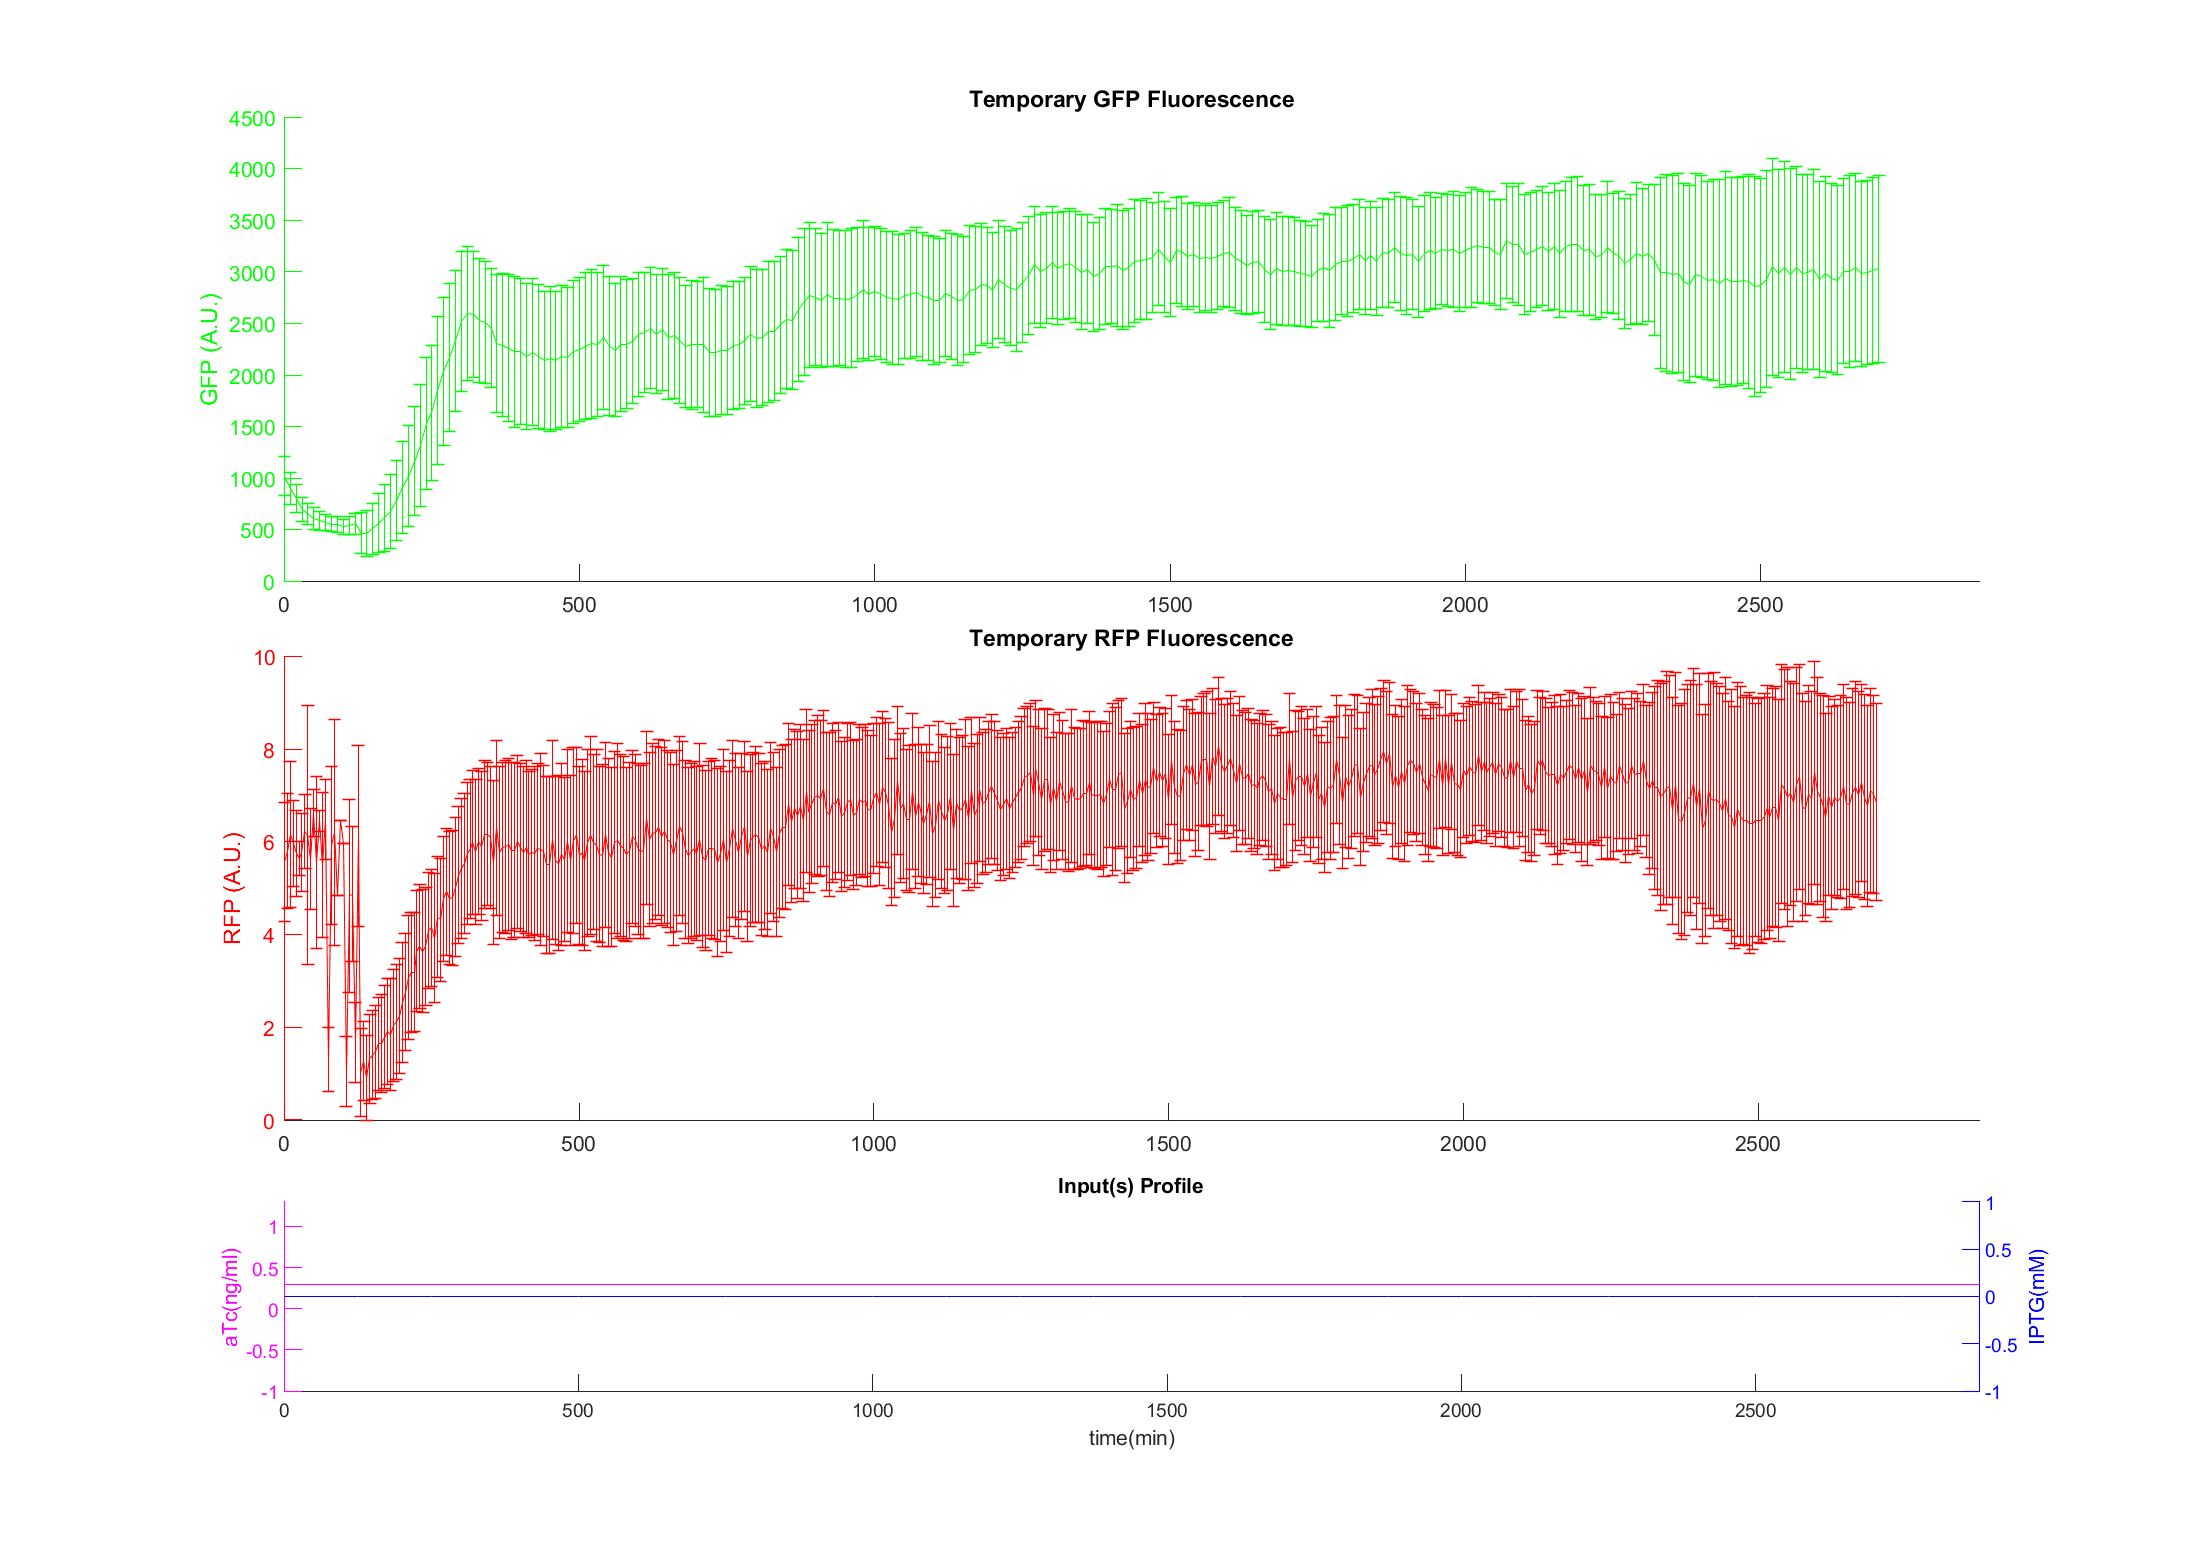 Temporary GFP Fluorescence
GFP (A.U.)
4500
4000
3500
3000
2500
2000
1500
1000
500
0
0 500 1000 1500 2000 2500
Temporary RFP Fluorescence
RFP (A.U.)
10
8
6
4
2
0
0 500 1000 1500 2000 2500
Input(s) Profile
aTc(ng/ml)
1
0.5
0
-0.5
-1
1
0.5
0
-0.5
-1
IPTG(mM)
0 500 1000 1500 2000 2500
time(min)